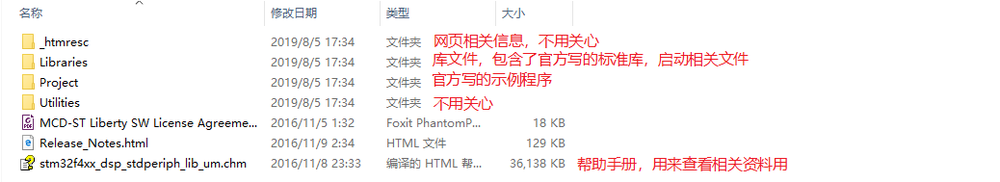 名称 修改日期 类型 大小
_htmresc 2019/8/5 17:34 文件夹 网页相关信息，不用关心
Libraries 2019/8/5 17:34 文件夹 库文件，包含了官方写的标准库，启动相关文件
Project 2019/8/5 17:34 文件夹 官方写的示例程序
Utilities 2019/8/5 17:34 文件夹 不用关心
MCD-ST Liberty SW License Agreeme... 2016/11/5 1:32 Foxit PhantomP... 18 KB
Release_Notes.html 2016/11/9 2:34 HTML 文件 129 KB
stm32f4xx_dsp_stdperiph_lib_um.chm 2016/11/8 23:33 编译的 HTML 帮... 36,138 KB 帮助手册，用来查看相关资料用